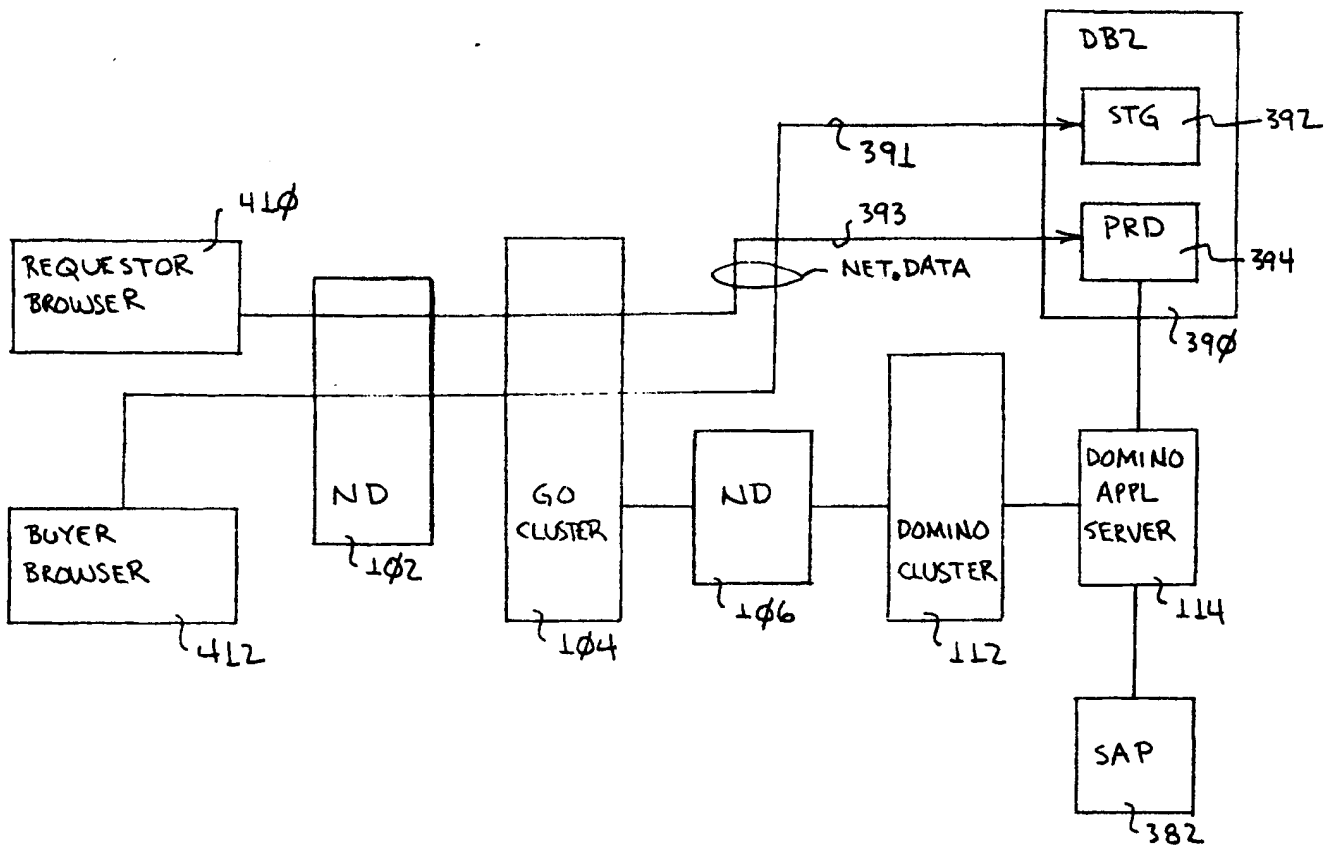 DB2
STG
392
391
410
393
PRD
394
REQUESTOR
BROWSER
NET.DATA
390
ND
102
GO
CLUSTER
104
ND
106
DOMINO
CLUSTER
112
DOMINO
APPL
SERVER
114
BUYER
BROWSER
412
SAP
382